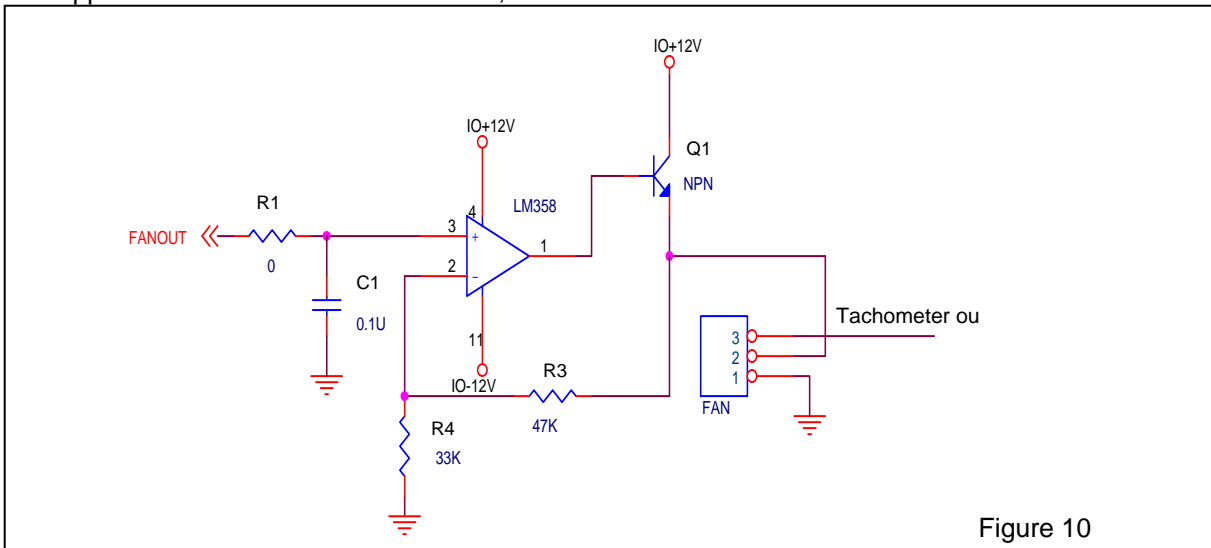 IO+12V
IO+12V
Q1
NPN
R1
4
LM358
FANOUT
3
+
1
0
2
-
C1
0.1U
Tachometer ou
11
3
IO-12V
R3
2
1
FAN
R4
47K
33K
Figure 10